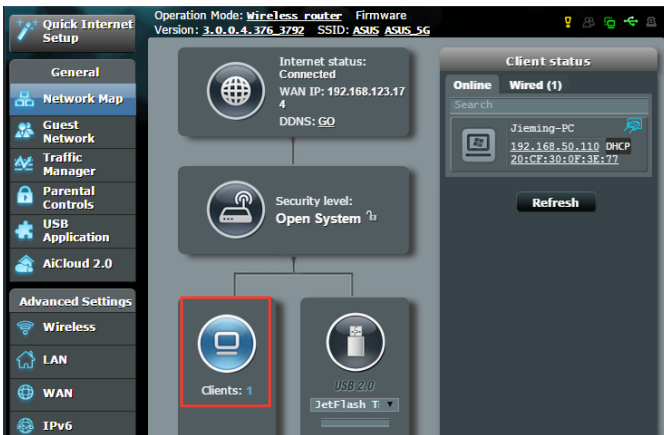 Quick Internet
Setup
Operation Mode: Wireless router Firmware
Version: 3.0.0.4.376_3792 SSID: ASUS ASUS_5G
General
Network Map
Guest
Network
Traffic
Manager
Parental
Controls
USB
Application
AiCloud 2.0
Advanced Settings
Wireless
LAN
WAN
IPv6
Internet status:
Connected
WAN IP: 192.168.123.17
4
DDNS: GO
Security level:
Open System
Clients: 1
USB 2.0
JetFlash T
Client status
Online Wired (1)
Search
Jieming-PC
192.168.50.110 DHCP
20:CF:30:0F:3E:77
Refresh